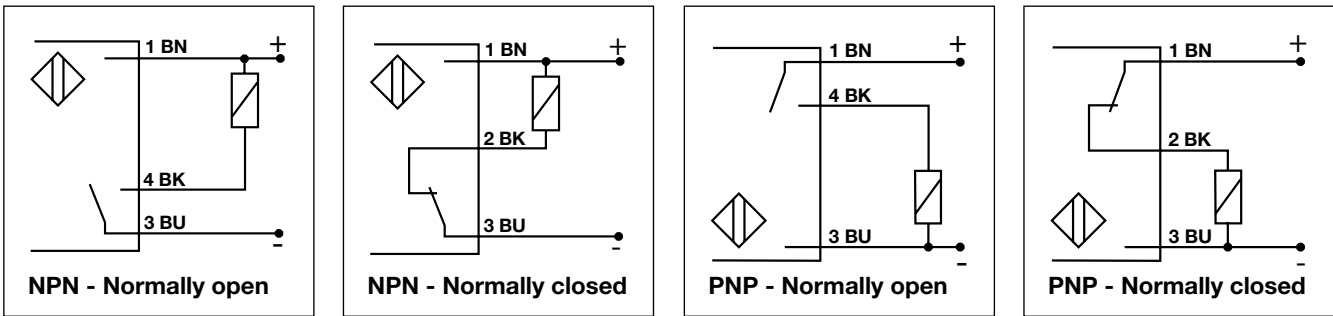 1 BN
+
4 BK
3 BU
-
NPN - Normally open
1 BN
+
2 BK
3 BU
-
NPN - Normally closed
1 BN
+
4 BK
3 BU
-
PNP - Normally open
1 BN
+
2 BK
3 BU
-
PNP - Normally closed